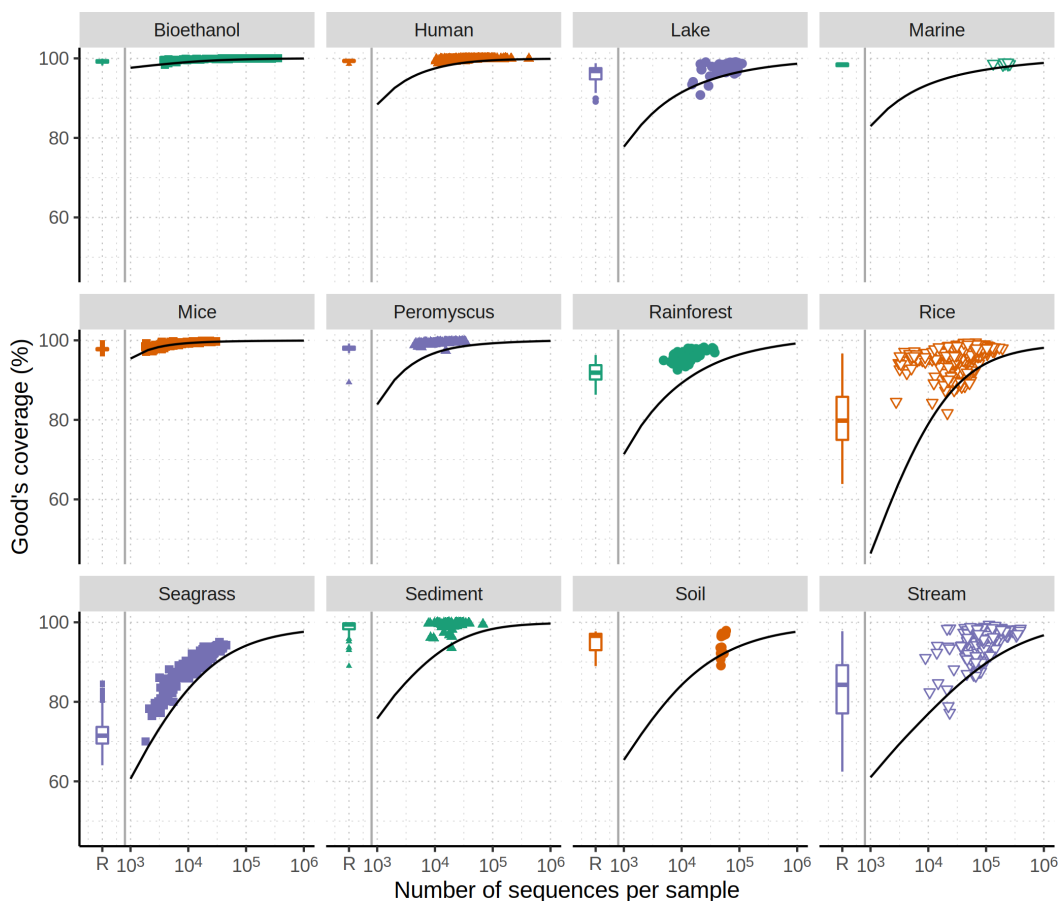 Bioethanol Human Lake Marine
100
80
60
Mice Peromyscus Rainforest Rice
100
80
60
Seagrass Sediment Soil Stream
100
80
60
R 10³ 10⁴ 10⁵ 10⁶ R 10³ 10⁴ 10⁵ 10⁶ R 10³ 10⁴ 10⁵ 10⁶ R 10³ 10⁴ 10⁵ 10⁶
Number of sequences per sample
Good's coverage (%)